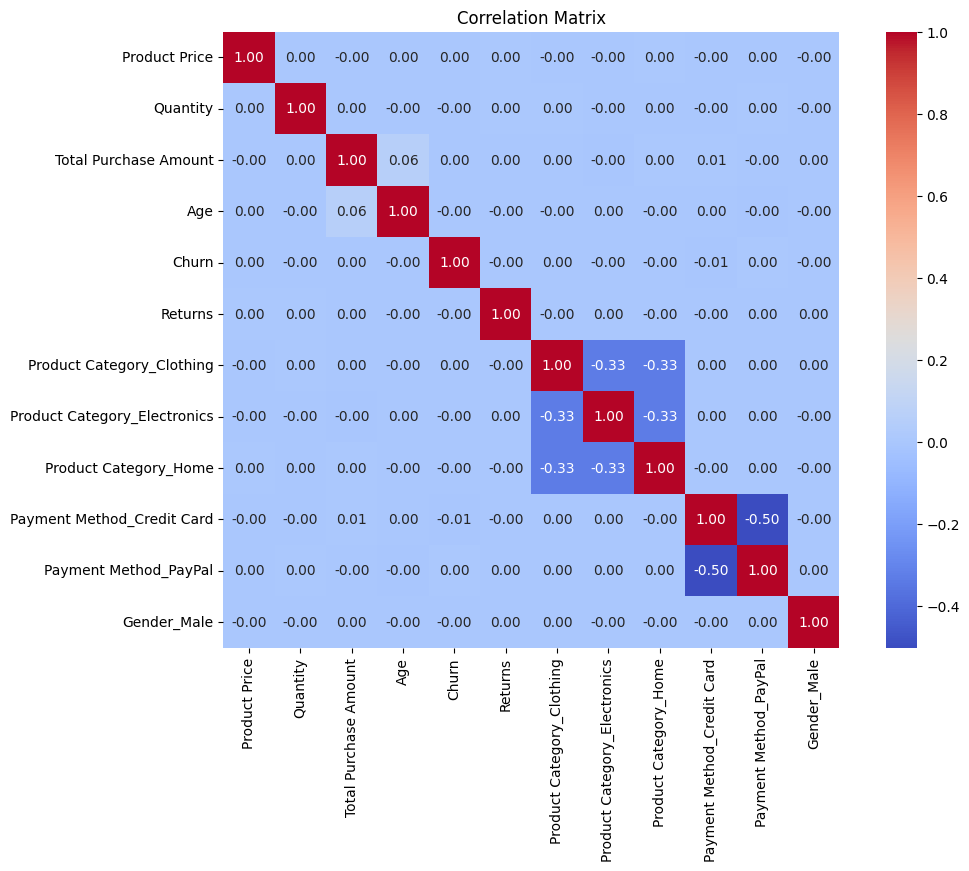 Correlation Matrix
Product Price 1.00 0.00 -0.00 0.00 0.00 0.00 -0.00 -0.00 0.00 -0.00 0.00 -0.00
Quantity 0.00 1.00 0.00 -0.00 -0.00 0.00 0.00 -0.00 0.00 -0.00 0.00 -0.00
Total Purchase Amount -0.00 0.00 1.00 0.06 0.00 0.00 0.00 -0.00 0.00 0.01 -0.00 0.00
Age 0.00 -0.00 0.06 1.00 -0.00 -0.00 -0.00 0.00 -0.00 0.00 -0.00 -0.00
Churn 0.00 -0.00 0.00 -0.00 1.00 -0.00 0.00 -0.00 -0.00 -0.01 0.00 -0.00
Returns 0.00 0.00 0.00 -0.00 -0.00 1.00 -0.00 0.00 -0.00 -0.00 0.00 0.00
Product Category_Clothing -0.00 0.00 0.00 -0.00 0.00 -0.00 1.00 -0.33 -0.33 0.00 0.00 0.00
Product Category_Electronics -0.00 -0.00 -0.00 0.00 -0.00 0.00 -0.33 1.00 -0.33 0.00 0.00 -0.00
Product Category_Home 0.00 0.00 0.00 -0.00 -0.00 -0.00 -0.33 -0.33 1.00 -0.00 0.00 -0.00
Payment Method_Credit Card -0.00 -0.00 0.01 0.00 -0.01 -0.00 0.00 0.00 -0.00 1.00 -0.50 -0.00
Payment Method_PayPal 0.00 0.00 -0.00 -0.00 0.00 0.00 0.00 0.00 0.00 -0.50 1.00 0.00
Gender_Male -0.00 -0.00 0.00 -0.00 -0.00 0.00 0.00 -0.00 -0.00 -0.00 0.00 1.00
Product Price
Quantity
Total Purchase Amount
Age
Churn
Returns
Product Category_Clothing
Product Category_Electronics
Product Category_Home
Payment Method_Credit Card
Payment Method_PayPal
Gender_Male
1.0
0.8
0.6
0.4
0.2
0.0
−0.2
−0.4